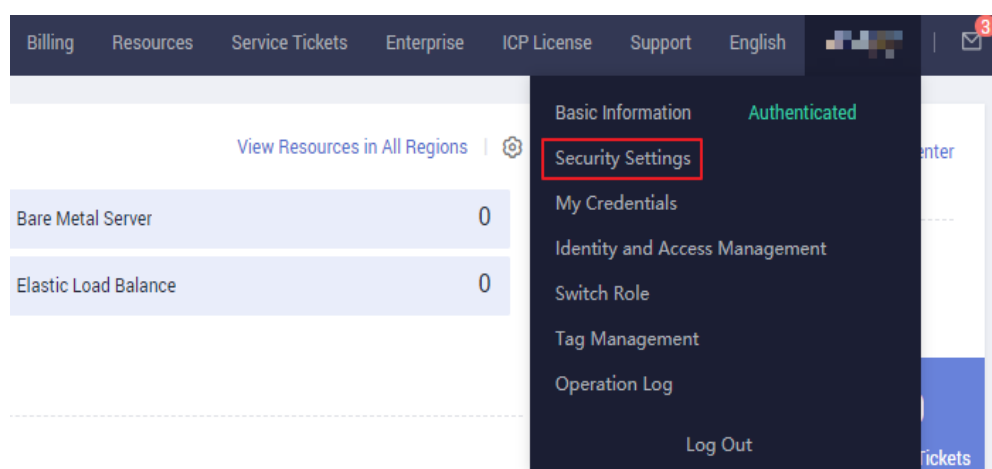 Billing Resources Service Tickets Enterprise ICP License Support English 3
Basic Information Authenticated
View Resources in All Regions
Security Settings
enter
My Credentials
Bare Metal Server 0
Identity and Access Management
Elastic Load Balance 0
Switch Role
Tag Management
Operation Log
Log Out
Tickets